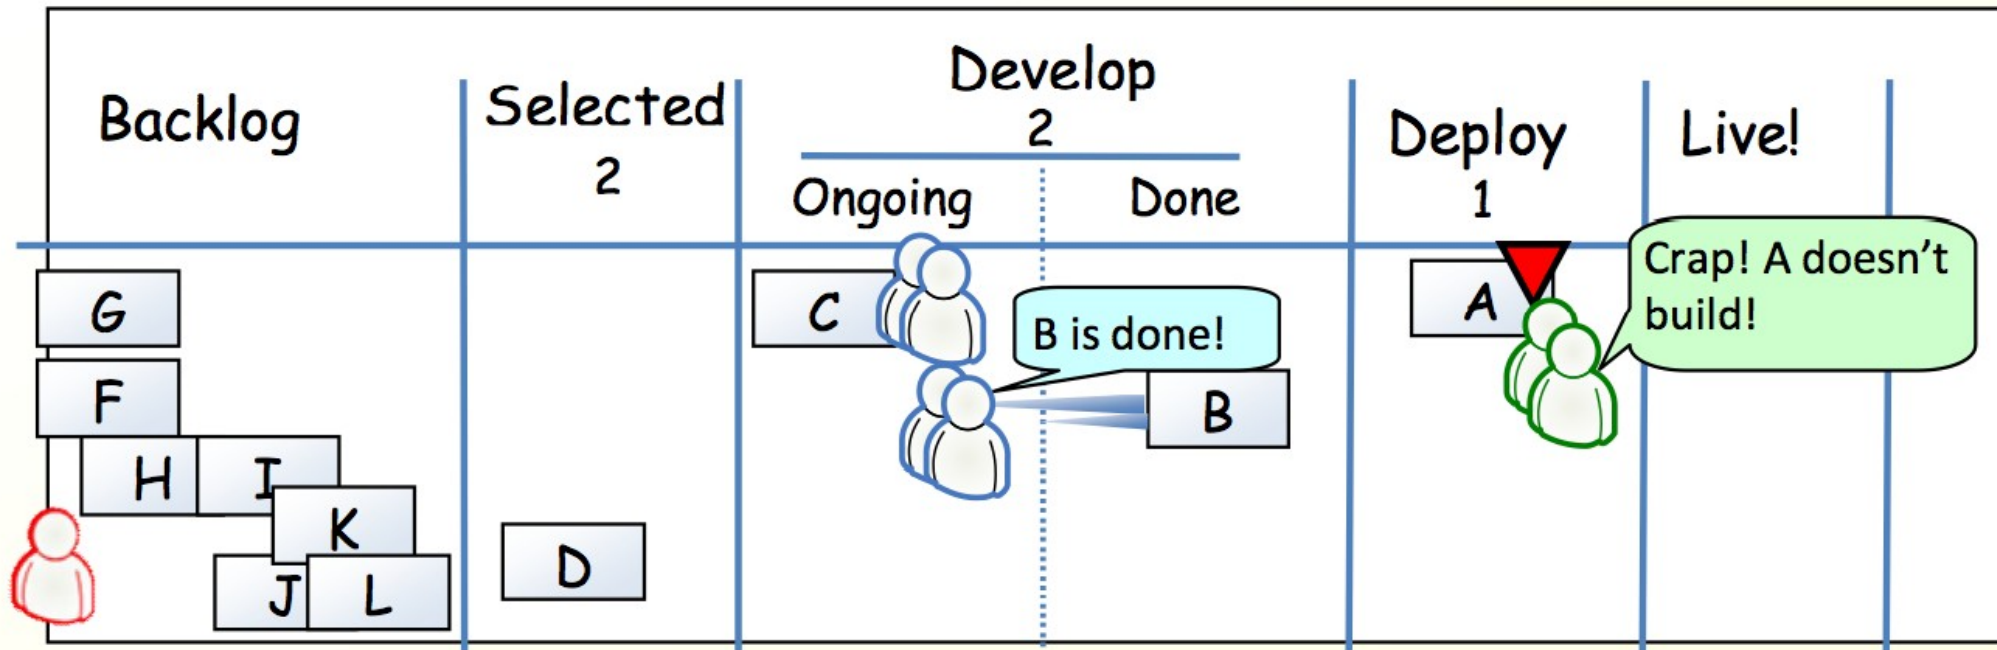 Backlog
Selected
2
Develop
2
Ongoing
Done
Deploy
1
Live!
G
F
H
I
K
J
L
D
C
B is done!
B
A
Crap! A doesn't
build!